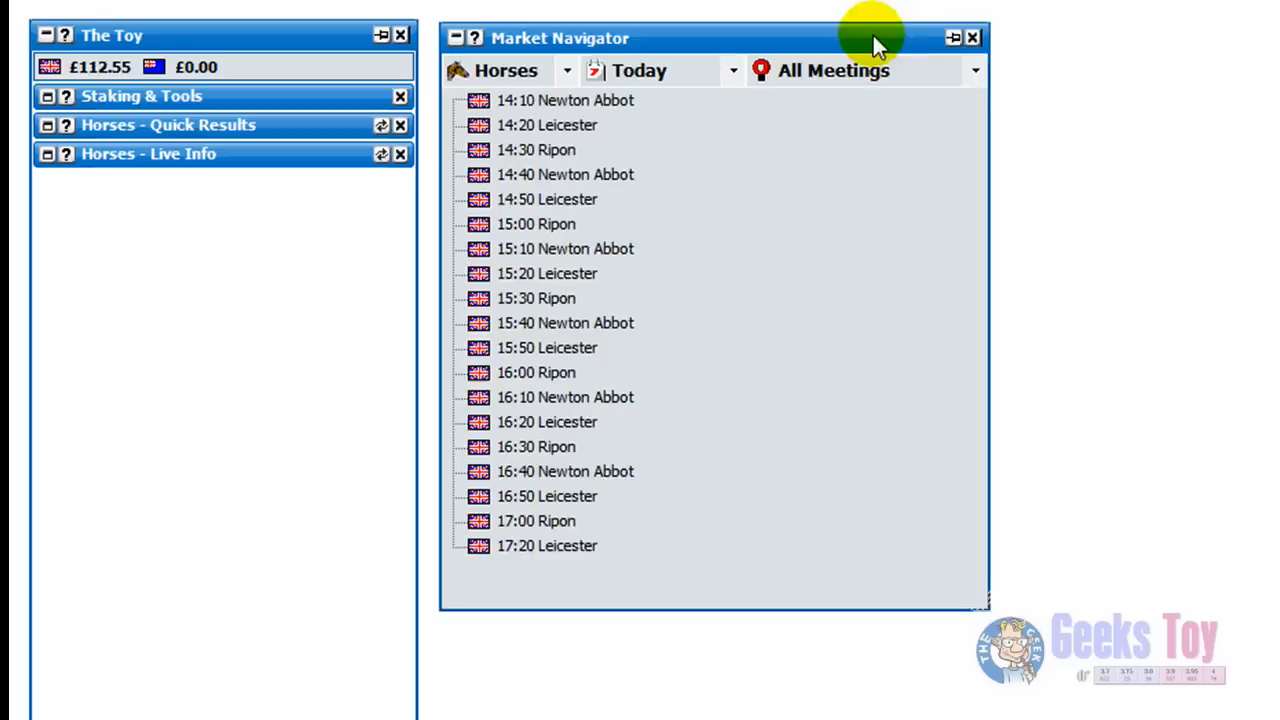 The Toy
£112.55 £0.00
Staking & Tools
Horses - Quick Results
Horses - Live Info
Market Navigator
Horses Today All Meetings
14:10 Newton Abbot
14:20 Leicester
14:30 Ripon
14:40 Newton Abbot
14:50 Leicester
15:00 Ripon
15:10 Newton Abbot
15:20 Leicester
15:30 Ripon
15:40 Newton Abbot
15:50 Leicester
16:00 Ripon
16:10 Newton Abbot
16:20 Leicester
16:30 Ripon
16:40 Newton Abbot
16:50 Leicester
17:00 Ripon
17:20 Leicester
THE GEEK
Geeks Toy